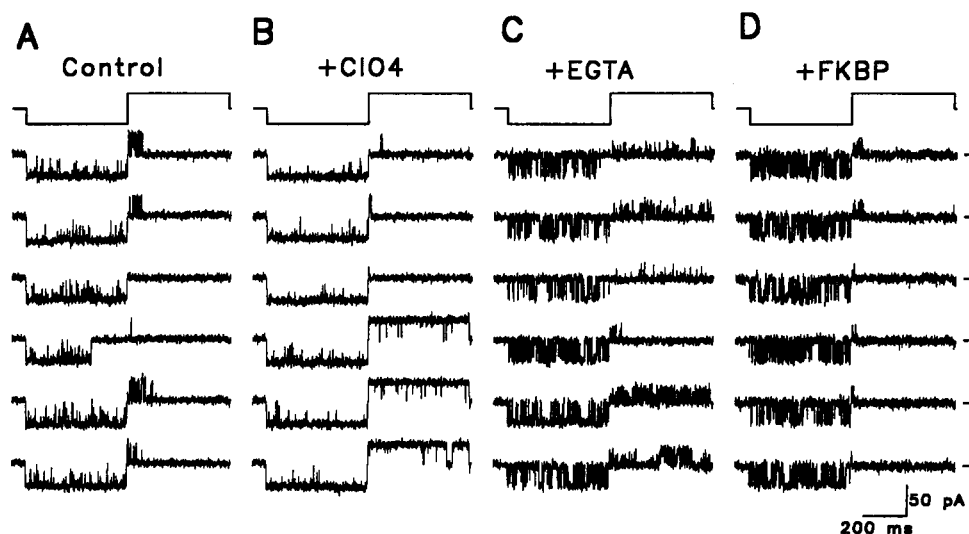 A
B
C
D
Control
+ClO4
+EGTA
+FKBP
50 pA
200 ms